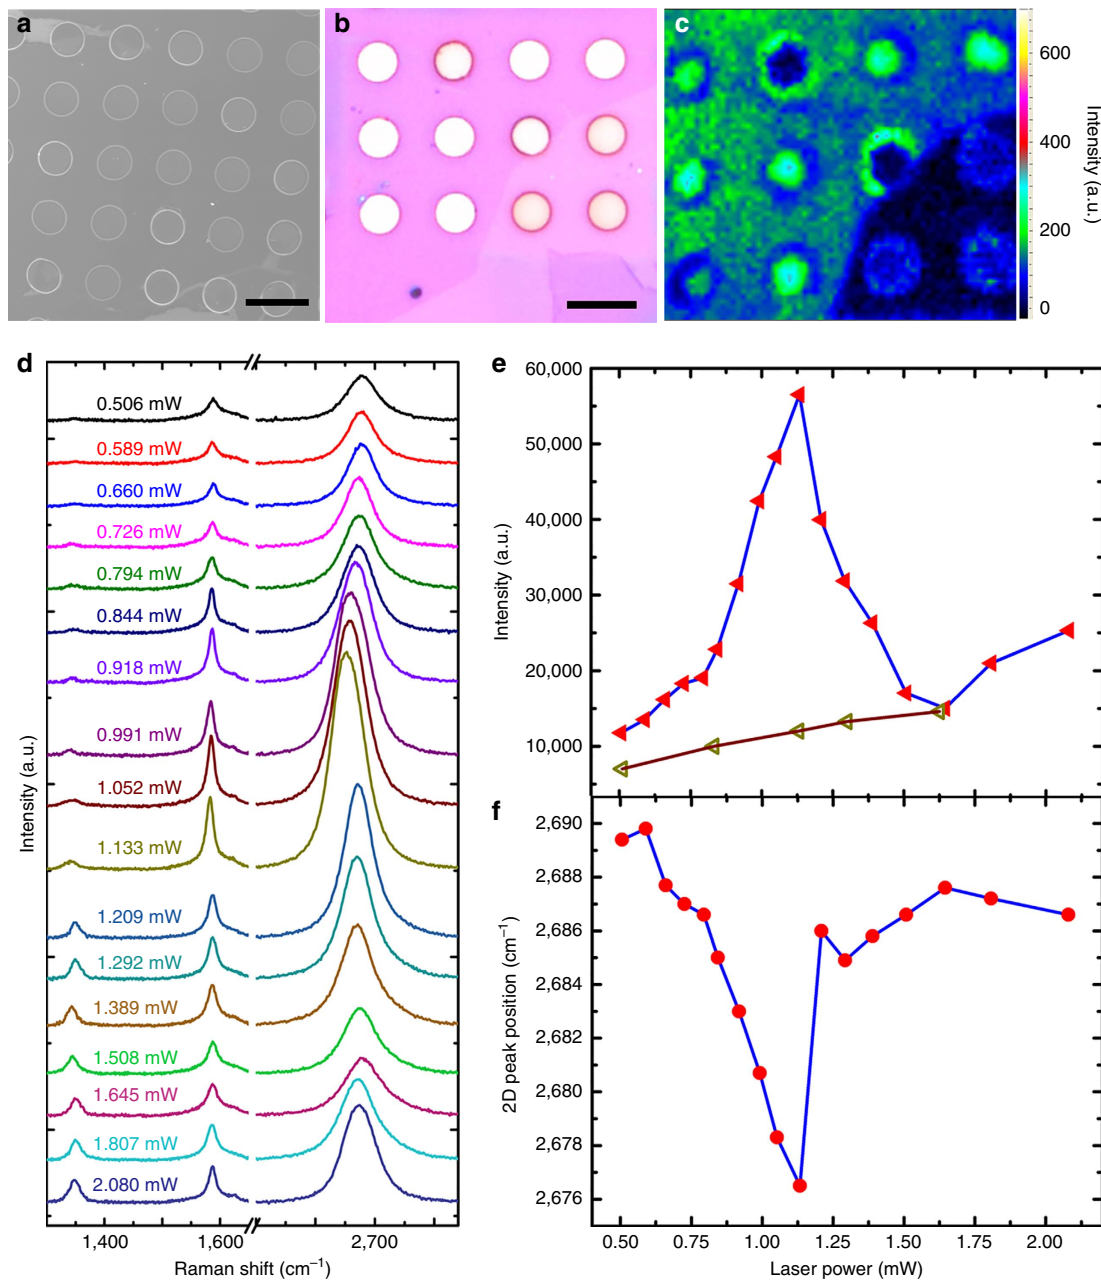 a
b
c
600
400
200
0
Intensity (a.u.)
d
0.506 mW
0.589 mW
0.660 mW
0.726 mW
0.794 mW
0.844 mW
0.918 mW
0.991 mW
1.052 mW
1.133 mW
1.209 mW
1.292 mW
1.389 mW
1.508 mW
1.645 mW
1.807 mW
2.080 mW
Intensity (a.u.)
1,400
1,600
2,700
Raman shift (cm⁻¹)
e
60,000
50,000
40,000
30,000
20,000
10,000
Intensity (a.u.)
f
2,690
2,688
2,686
2,684
2,682
2,680
2,678
2,676
2D peak position (cm⁻¹)
0.50
0.75
1.00
1.25
1.50
1.75
2.00
Laser power (mW)